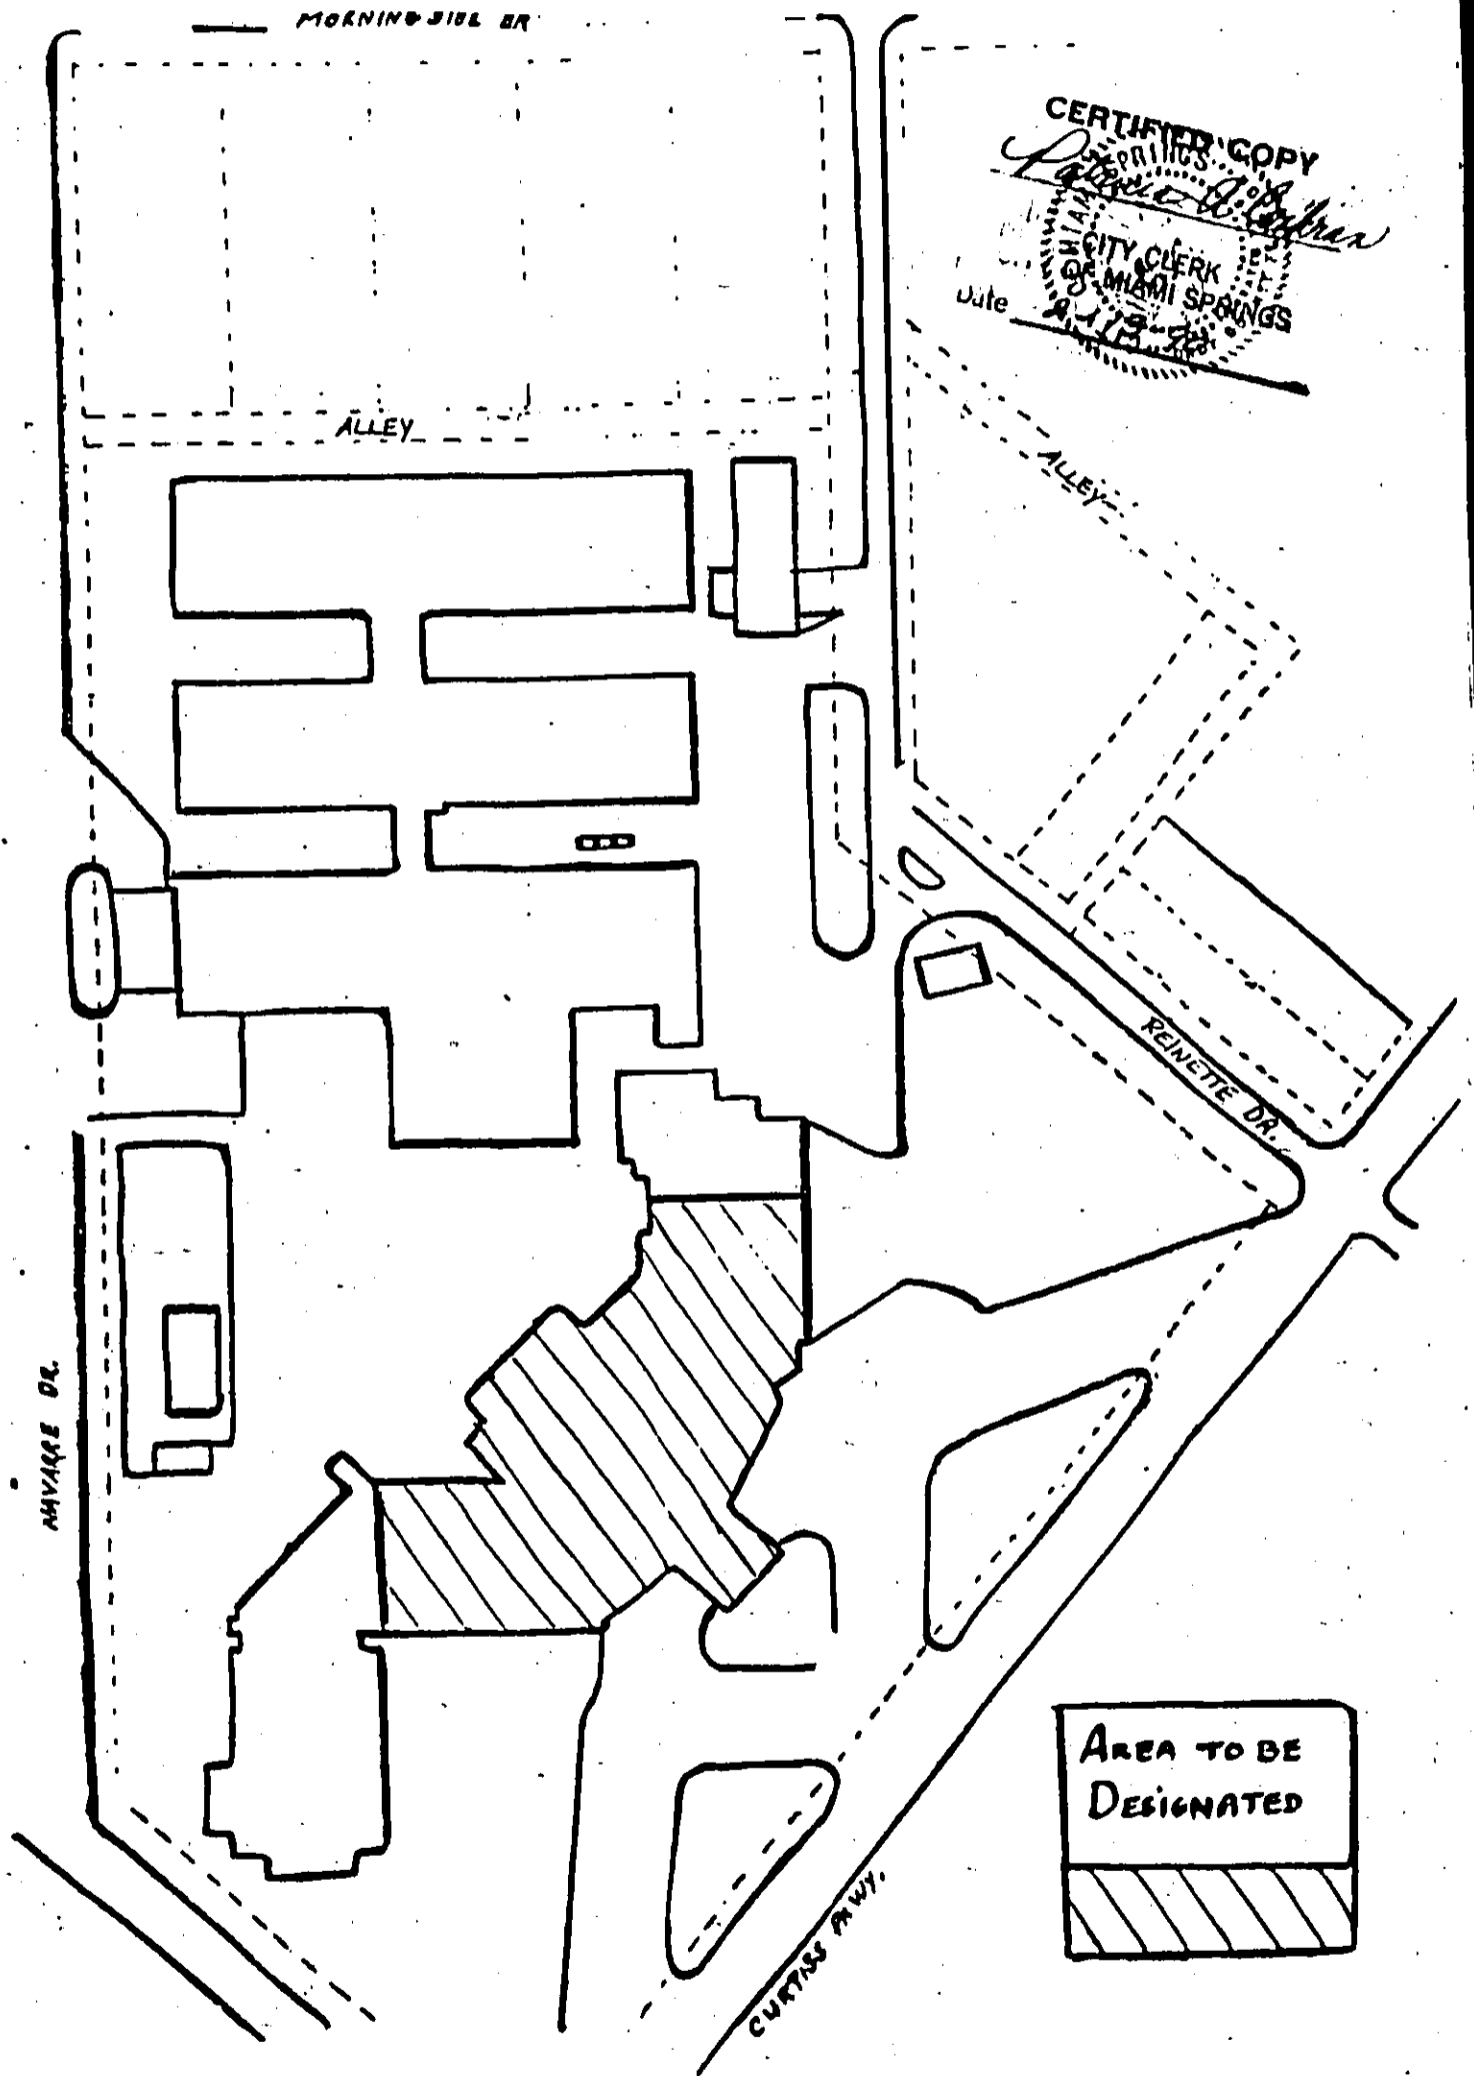 MORNINGSIDE DR
CERTIFIED COPY
CITY CLERK
OF MIAMI SPRINGS
Date
ALLEY
ALLEY
REINETTE DR.
NAVARRE DR.
AREA TO BE
DESIGNATED
CURTISS PKWY.